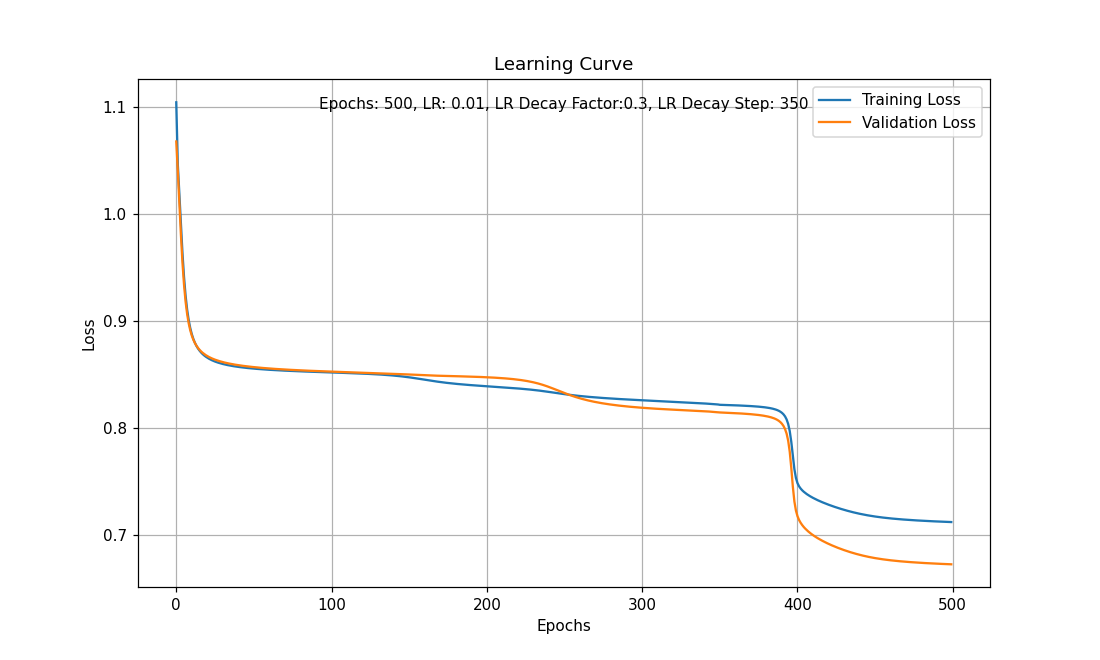 Learning Curve
Epochs: 500, LR: 0.01, LR Decay Factor:0.3, LR Decay Step: 350
Training Loss
Validation Loss
Loss
1.1
1.0
0.9
0.8
0.7
0 100 200 300 400 500
Epochs